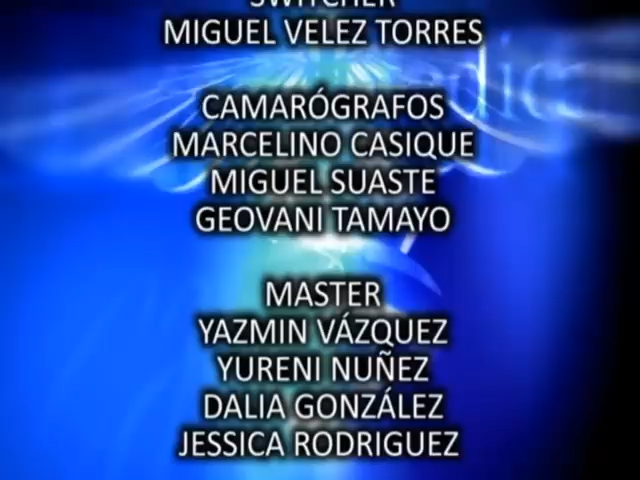 SWITCHER
MIGUEL VELEZ TORRES
CAMARÓGRAFOS
MARCELINO CASIQUE
MIGUEL SUASTE
GEOVANI TAMAYO
MASTER
YAZMIN VÁZQUEZ
YURENI NUÑEZ
DALIA GONZÁLEZ
JESSICA RODRIGUEZ